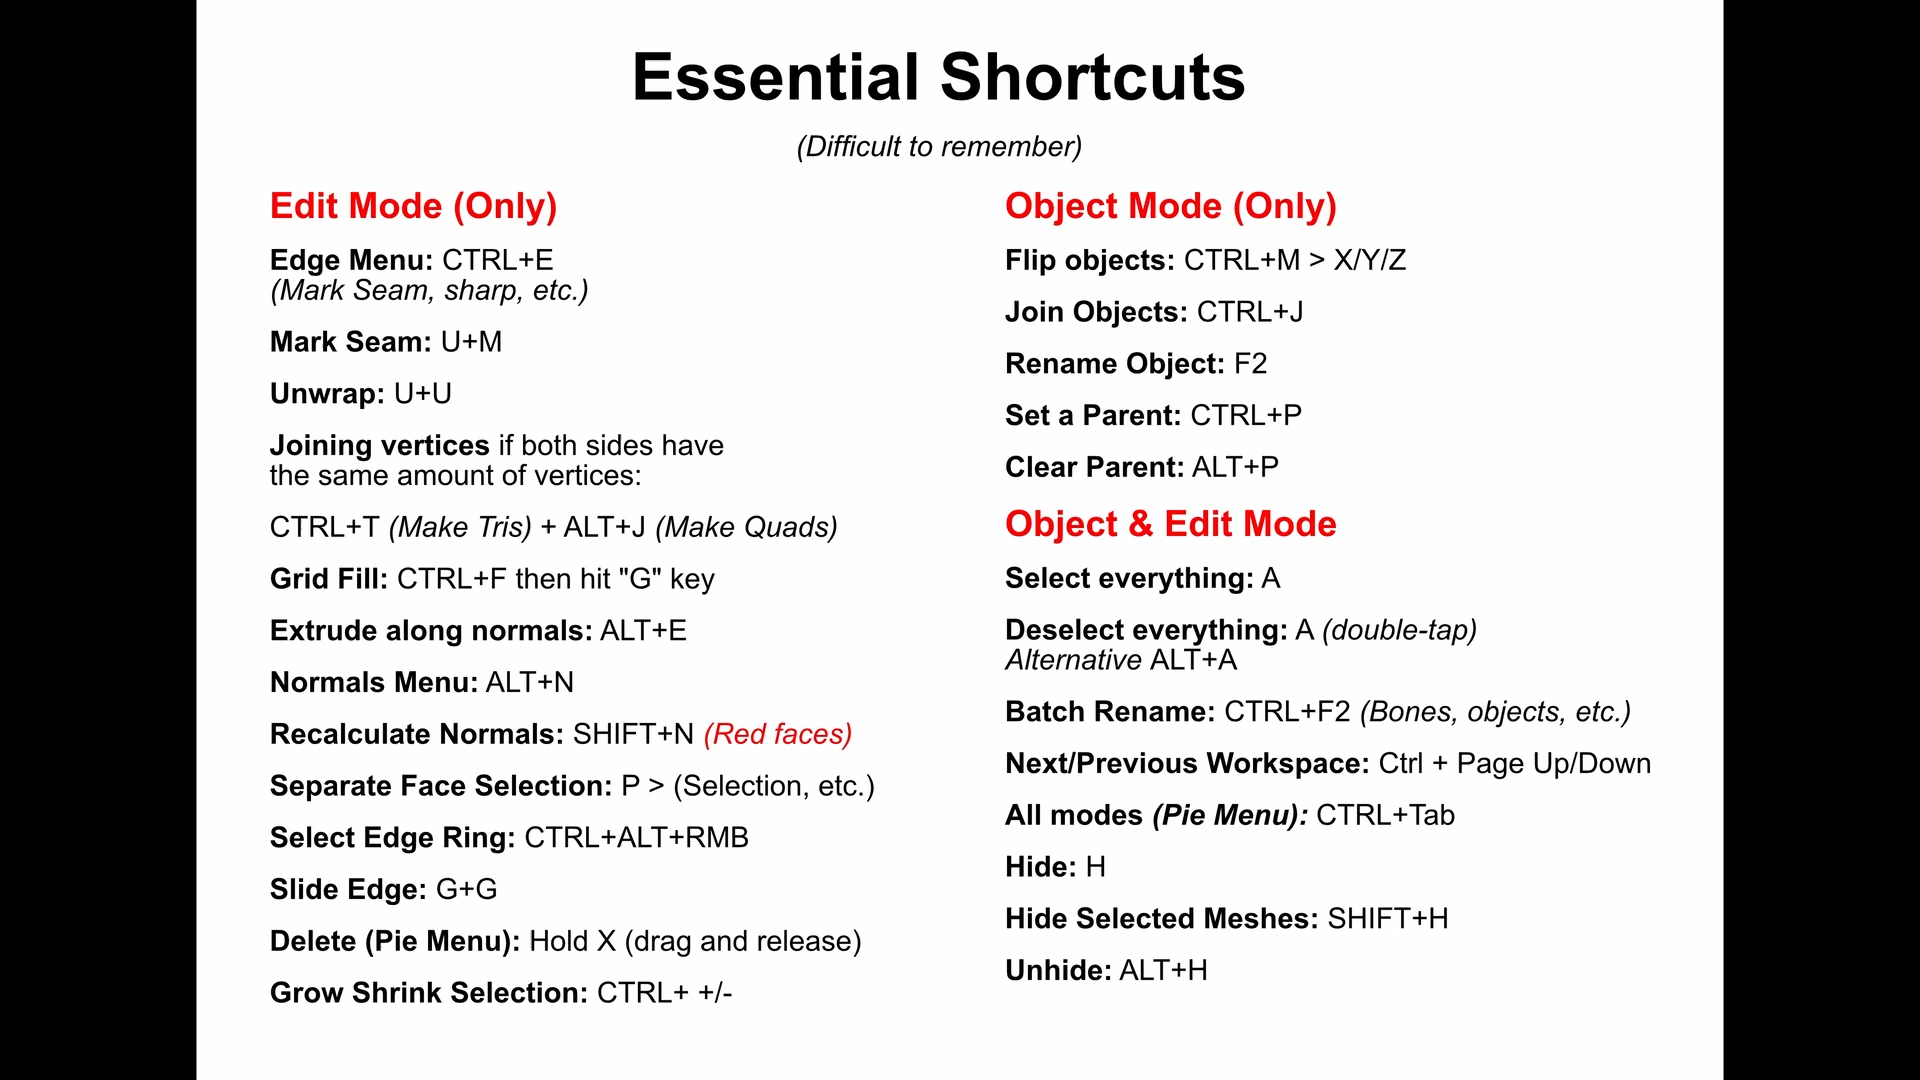 Essential Shortcuts
(Difficult to remember)
Edit Mode (Only)
Edge Menu: CTRL+E
(Mark Seam, sharp, etc.)
Mark Seam: U+M
Unwrap: U+U
Joining vertices if both sides have
the same amount of vertices:
CTRL+T (Make Tris) + ALT+J (Make Quads)
Grid Fill: CTRL+F then hit "G" key
Extrude along normals: ALT+E
Normals Menu: ALT+N
Recalculate Normals: SHIFT+N (Red faces)
Separate Face Selection: P > (Selection, etc.)
Select Edge Ring: CTRL+ALT+RMB
Slide Edge: G+G
Delete (Pie Menu): Hold X (drag and release)
Grow Shrink Selection: CTRL+ +/-
Object Mode (Only)
Flip objects: CTRL+M > X/Y/Z
Join Objects: CTRL+J
Rename Object: F2
Set a Parent: CTRL+P
Clear Parent: ALT+P
Object & Edit Mode
Select everything: A
Deselect everything: A (double-tap)
Alternative ALT+A
Batch Rename: CTRL+F2 (Bones, objects, etc.)
Next/Previous Workspace: Ctrl + Page Up/Down
All modes (Pie Menu): CTRL+Tab
Hide: H
Hide Selected Meshes: SHIFT+H
Unhide: ALT+H